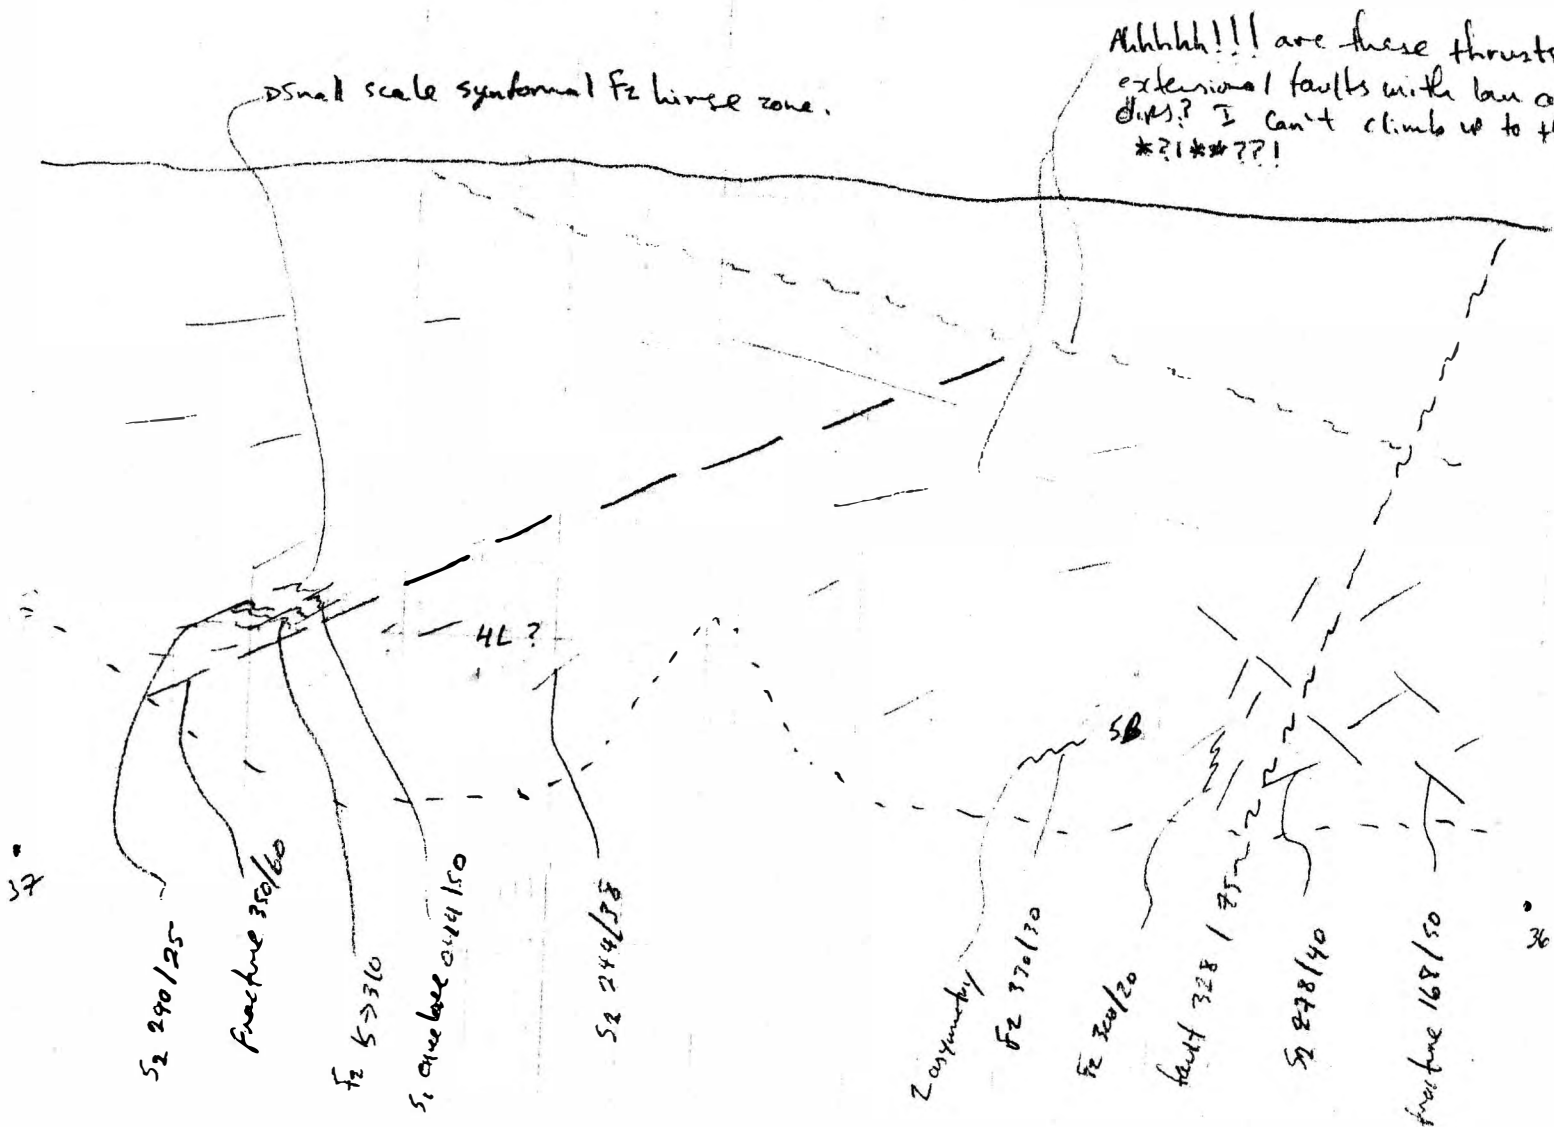 Small scale synformal F2 hinge zone.
Ahhhhh!!! are these thrusts
extensional faults with low
dips? I can't climb up to
*?!**??!
4L ?
5B
37
36
S2 290/25
Fracture 350/60
F2 310
S1 044/50
S2 244/38
Z asymmetry
F2 330/30
F2 300/20
fault 328 / 75
S2 278/40
fracture 168/50